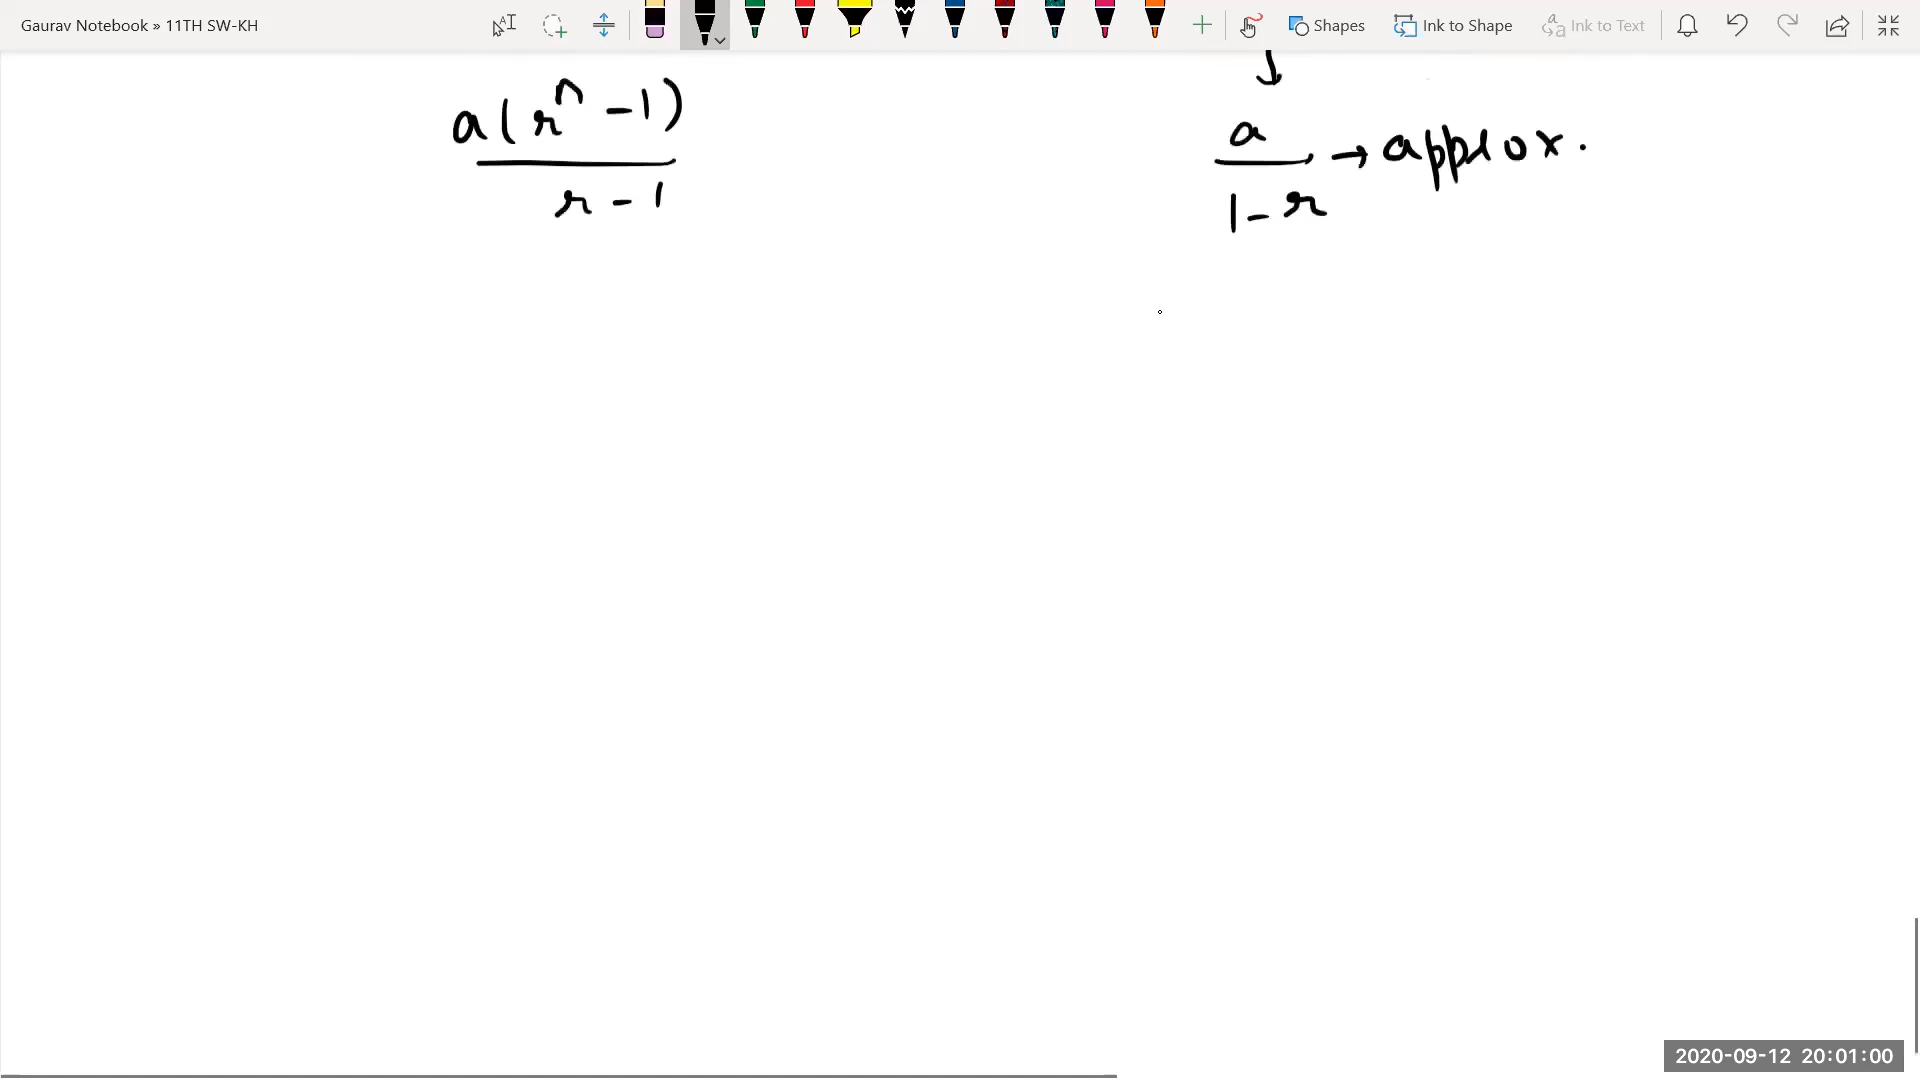 Gaurav Notebook » 11TH SW-KH
Shapes
Ink to Shape
Ink to Text
a(r^n - 1)
r - 1
a
1 - r
→ approx.
2020-09-12 20:01:00